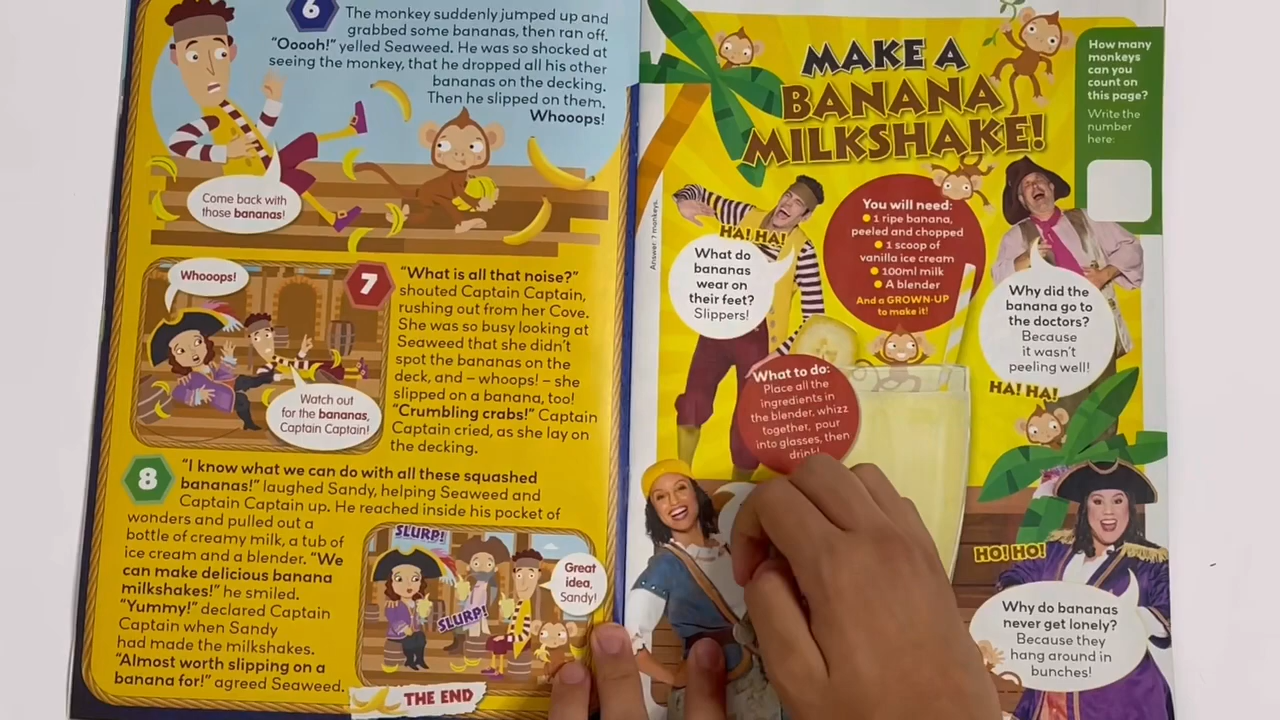 6
The monkey suddenly jumped up and
grabbed some bananas, then ran off.
“Ooooh!” yelled Seaweed. He was so shocked at
seeing the monkey, that he dropped all his other
bananas on the decking.
Then he slipped on them.
Whooops!
Come back with
those bananas!
Whooops!
Watch out
for the bananas,
Captain Captain!
7
“What is all that noise?”
shouted Captain Captain,
rushing out from her Cove.
She was so busy looking at
Seaweed that she didn’t
spot the bananas on the
deck, and – whoops! – she
slipped on a banana, too!
“Crumbling crabs!” Captain
Captain cried, as she lay on
the decking.
8
“I know what we can do with all these squashed
bananas!” laughed Sandy, helping Seaweed and
Captain Captain up. He reached inside his pocket of
wonders and pulled out a
bottle of creamy milk, a tub of
ice cream and a blender. “We
can make delicious banana
milkshakes!” he smiled.
“Yummy!” declared Captain
Captain when Sandy
had made the milkshakes.
“Almost worth slipping on a
banana for!” agreed Seaweed.
SLURP!
SLURP!
Great
idea,
Sandy!
THE END
MAKE A
BANANA
MILKSHAKE!
How many
monkeys
can you
count on
this page?
Write the
number
here:
Answer: 7 monkeys.
HA! HA!
What do
bananas
wear on
their feet?
Slippers!
You will need:
1 ripe banana,
peeled and chopped
1 scoop of
vanilla ice cream
100ml milk
A blender
And a GROWN-UP
to make it!
Why did the
banana go to
the doctors?
Because
it wasn’t
peeling well!
HA! HA!
What to do:
Place all the
ingredients in
the blender, whizz
together, pour
into glasses, then
drink!
HO! HO!
Why do bananas
never get lonely?
Because they
hang around in
bunches!